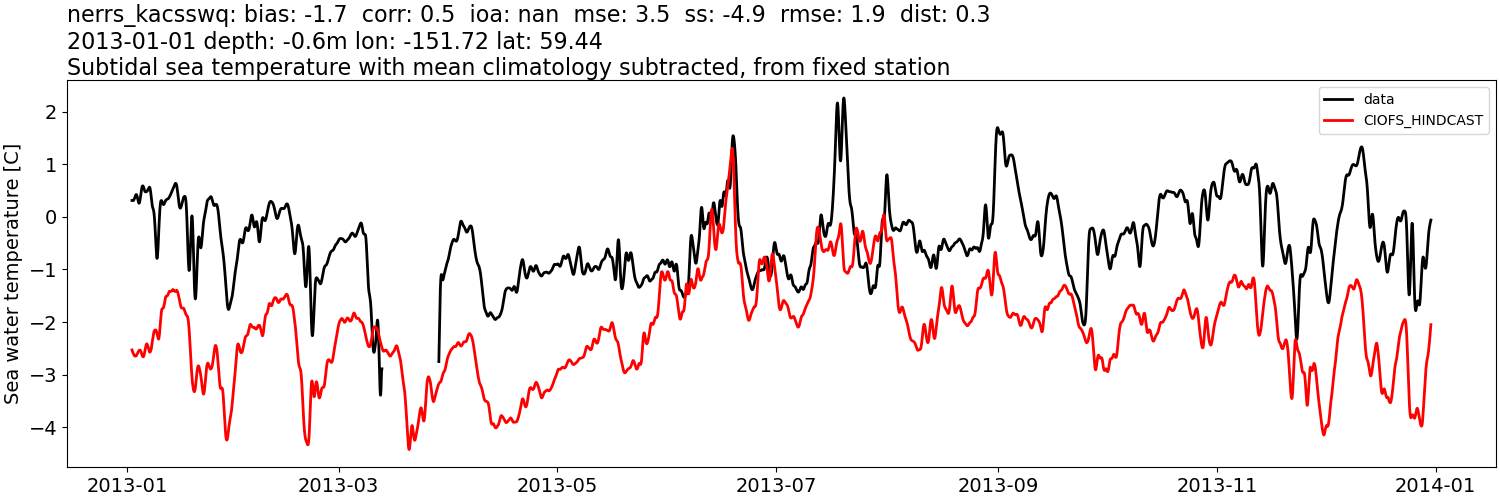 nerrs_kacsswq: bias: -1.7  corr: 0.5  ioa: nan  mse: 3.5  ss: -4.9  rmse: 1.9  dist: 0.3
2013-01-01 depth: -0.6m lon: -151.72 lat: 59.44
Subtidal sea temperature with mean climatology subtracted, from fixed station
data
CIOFS_HINDCAST
Sea water temperature [C]
2
1
0
−1
−2
−3
−4
2013-01
2013-03
2013-05
2013-07
2013-09
2013-11
2014-01